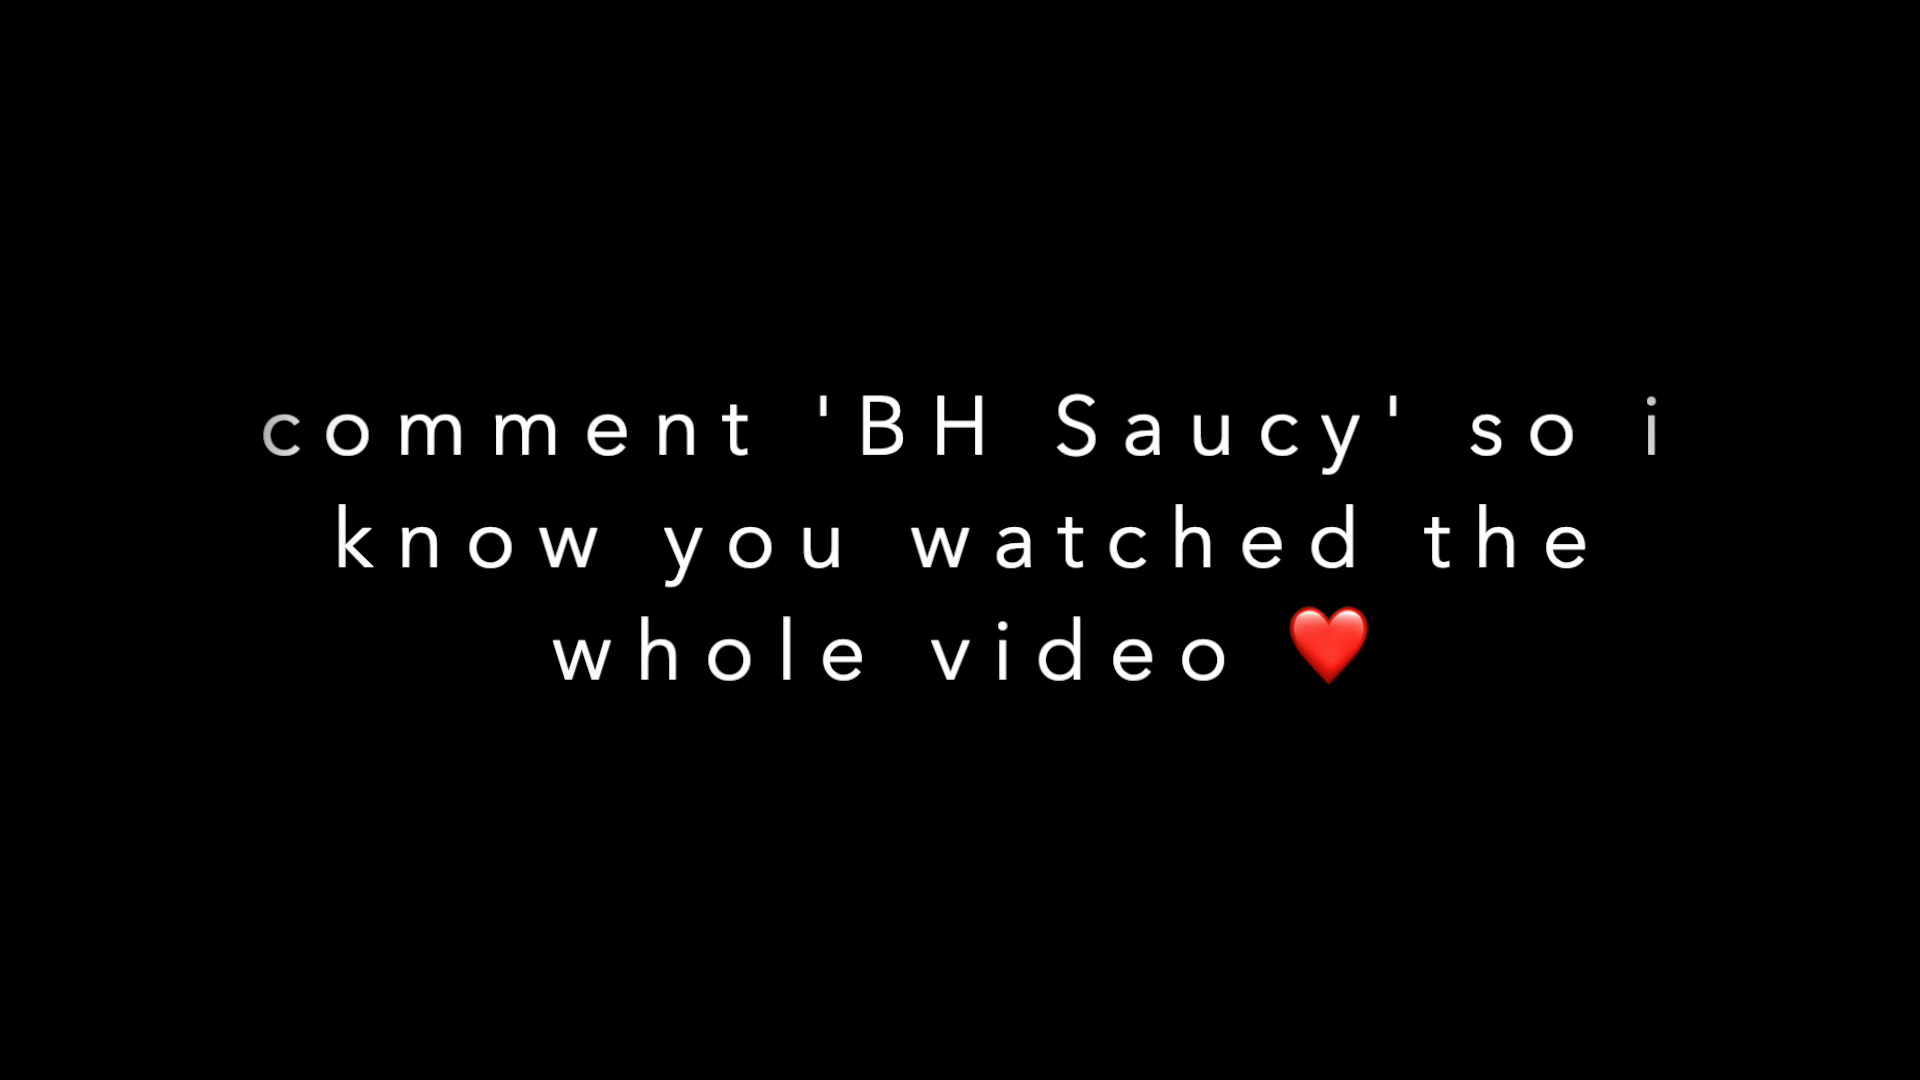 comment 'BH Saucy' so i
know you watched the
whole video ❤️